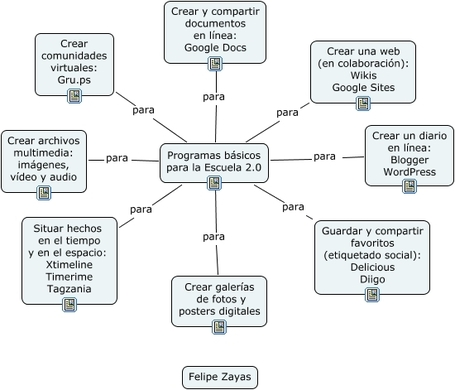 Crear y compartir
documentos
en línea:
Google Docs
Crear
comunidades
virtuales:
Gru.ps
Crear una web
(en colaboración):
Wikis
Google Sites
para
para
para
Crear archivos
multimedia:
imágenes,
vídeo y audio
para
Programas básicos
para la Escuela 2.0
para
Crear un diario
en línea:
Blogger
WordPress
para
para
para
Situar hechos
en el tiempo
y en el espacio:
Xtimeline
Timerime
Tagzania
Crear galerías
de fotos y
posters digitales
Guardar y compartir
favoritos
(etiquetado social):
Delicious
Diigo
Felipe Zayas